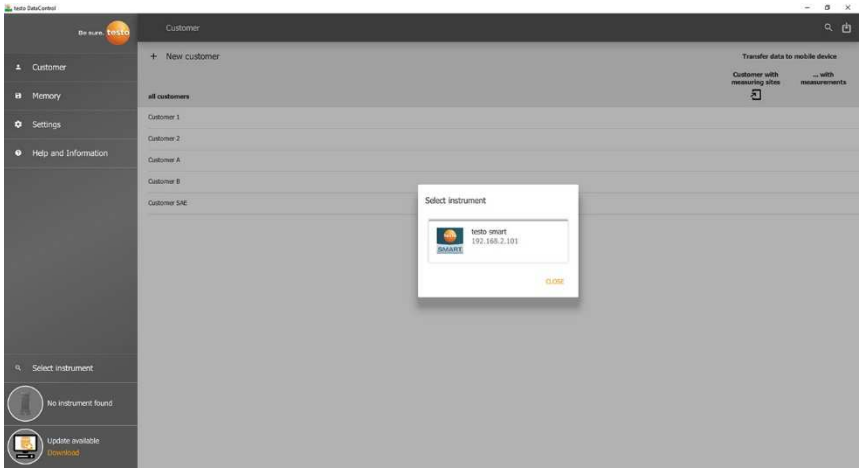 testo DataControl
Be sure. testo
Customer
Customer
Memory
Settings
Help and Information
+ New customer
Transfer data to mobile device
Customer with measuring sites
... with measurements
all customers
Customer 1
Customer 2
Customer A
Customer B
Customer SAE
Select instrument
testo smart
192.168.2.101
SMART
CLOSE
Select instrument
No instrument found
Update available
Download